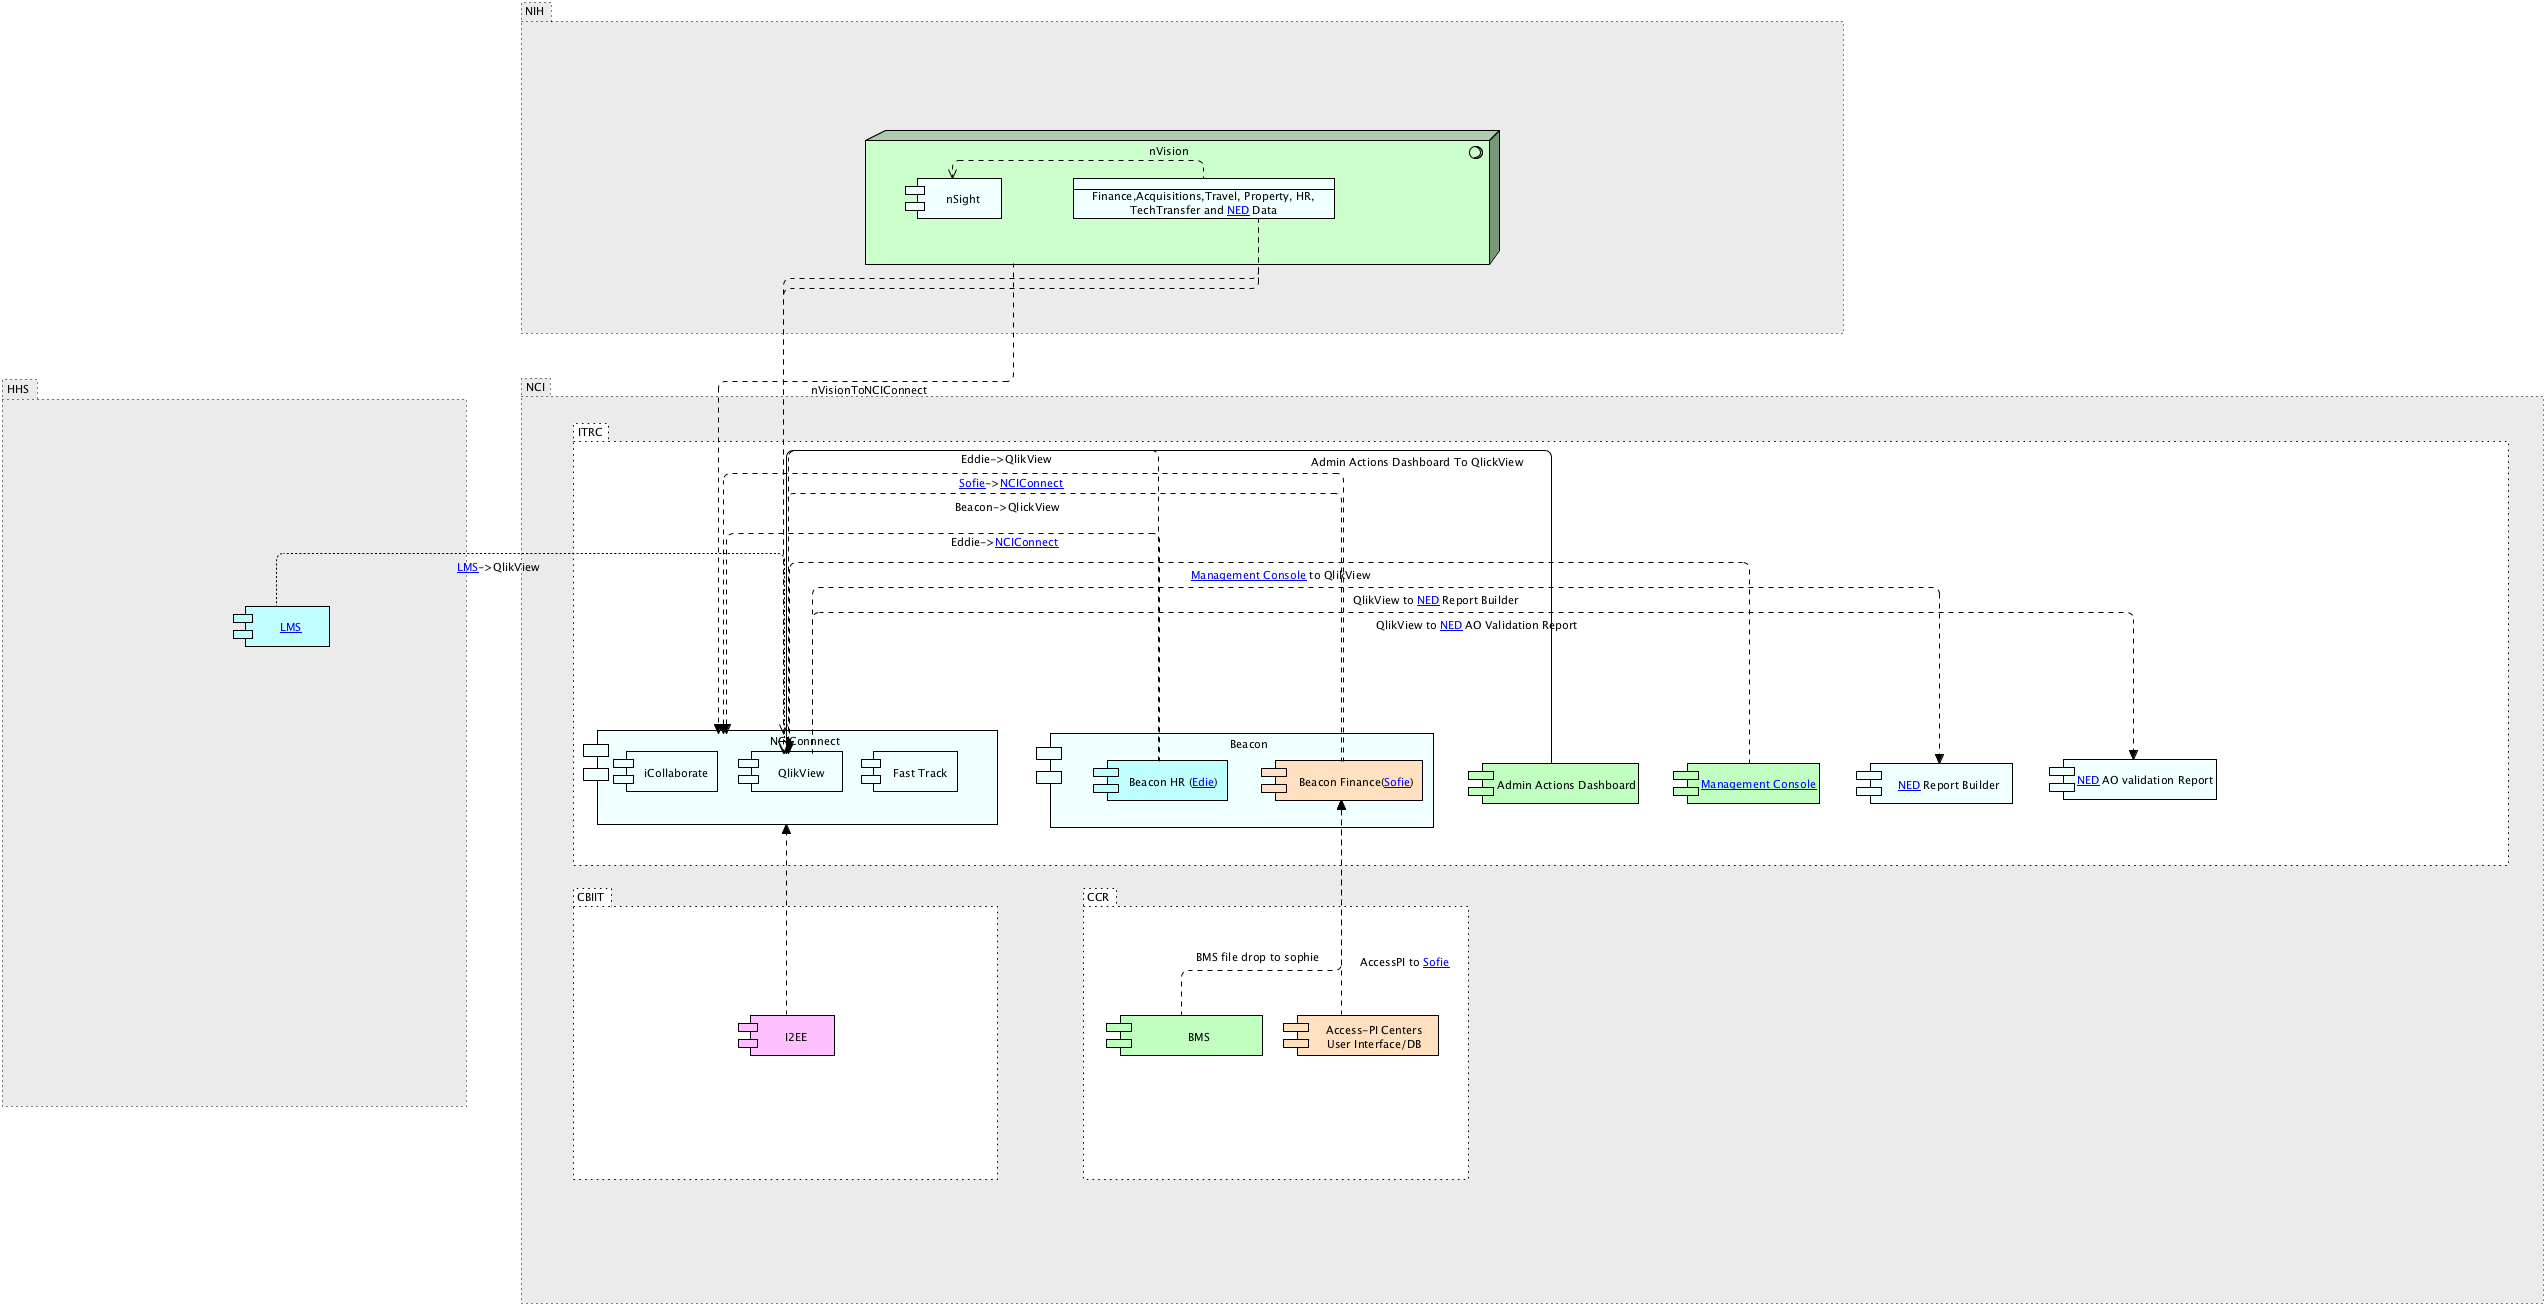 NIH
nVision
nSight
Finance,Acquisitions,Travel, Property, HR,
TechTransfer and NED Data
HHS
NCI
nVisionToNCIConnect
ITRC
Eddie->QlikView
Admin Actions Dashboard To QlickView
Sofie->NCIConnect
Beacon->QlickView
Eddie->NCIConnect
LMS->QlikView
Management Console to QlikView
QlikView to NED Report Builder
QlikView to NED AO Validation Report
LMS
NCIConnnect
Beacon
iCollaborate
QlikView
Fast Track
Beacon HR (Edie)
Beacon Finance(Sofie)
Admin Actions Dashboard
Management Console
NED Report Builder
NED AO validation Report
CBIIT
CCR
BMS file drop to sophie
AccessPI to Sofie
I2EE
BMS
Access-PI Centers
User Interface/DB